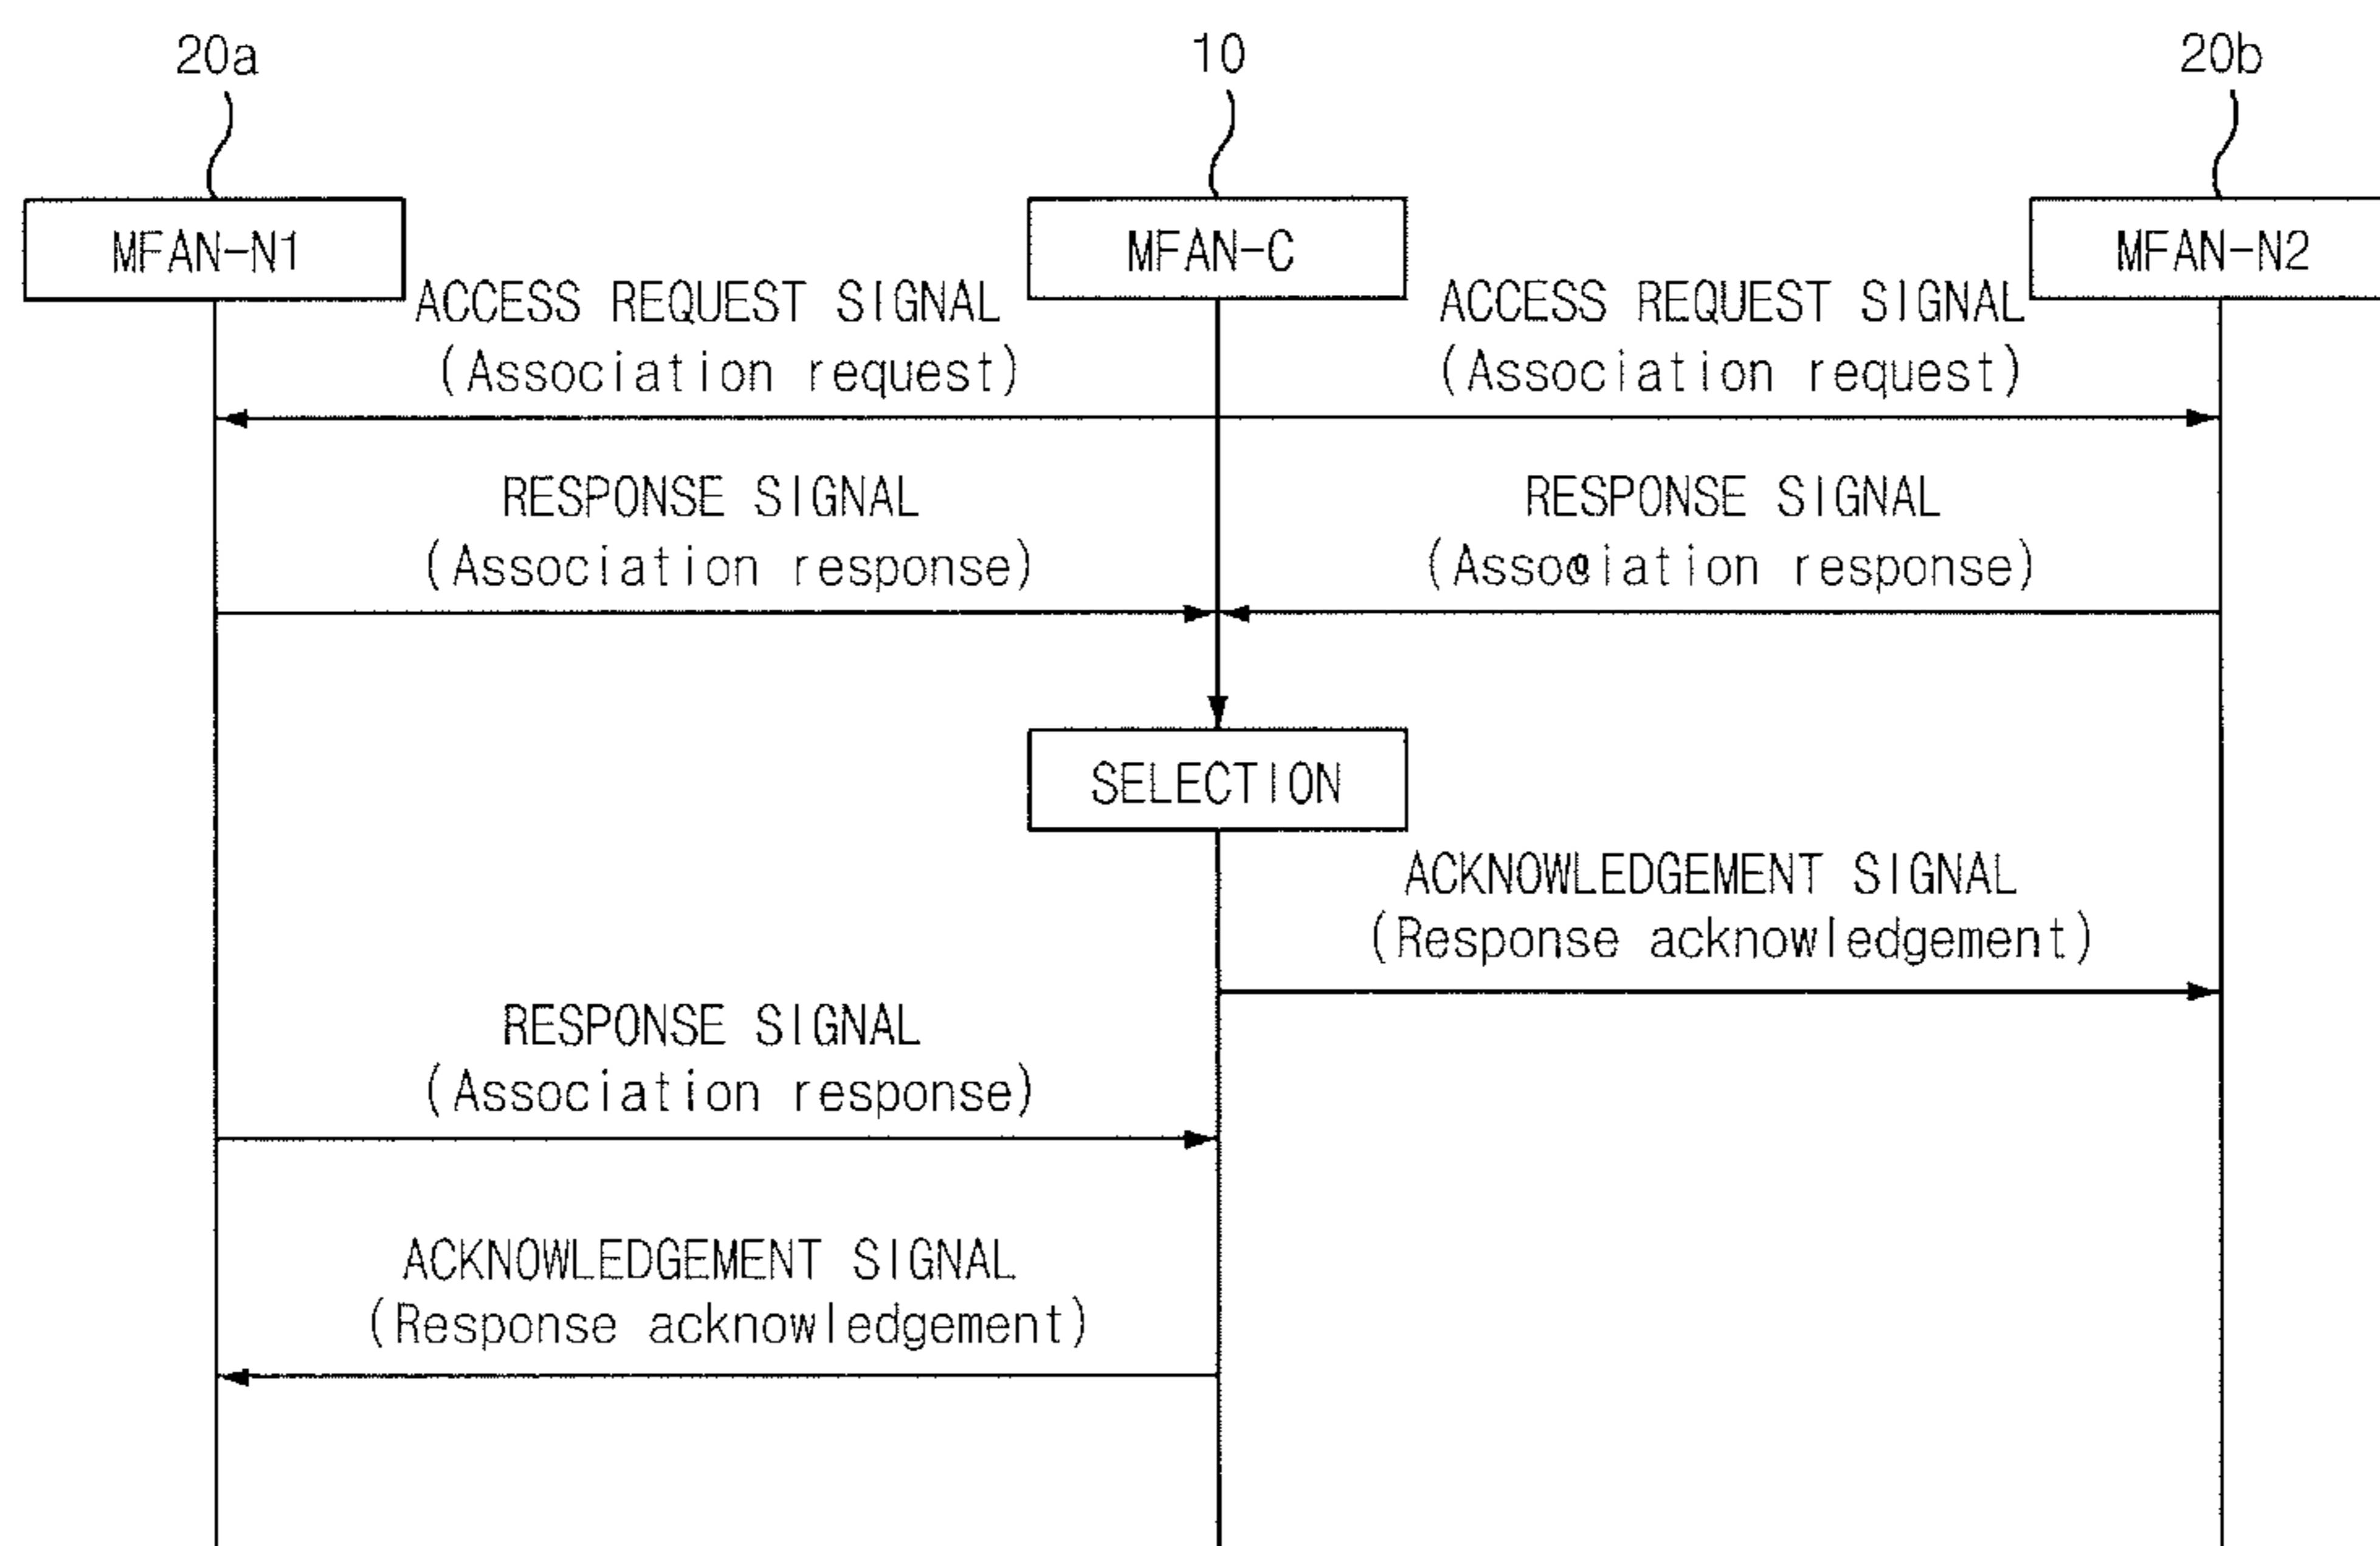 20a
10
20b
MFAN-N1
MFAN-C
MFAN-N2
ACCESS REQUEST SIGNAL
(Association request)
ACCESS REQUEST SIGNAL
(Association request)
RESPONSE SIGNAL
(Association response)
RESPONSE SIGNAL
(Association response)
SELECTION
ACKNOWLEDGEMENT SIGNAL
(Response acknowledgement)
RESPONSE SIGNAL
(Association response)
ACKNOWLEDGEMENT SIGNAL
(Response acknowledgement)